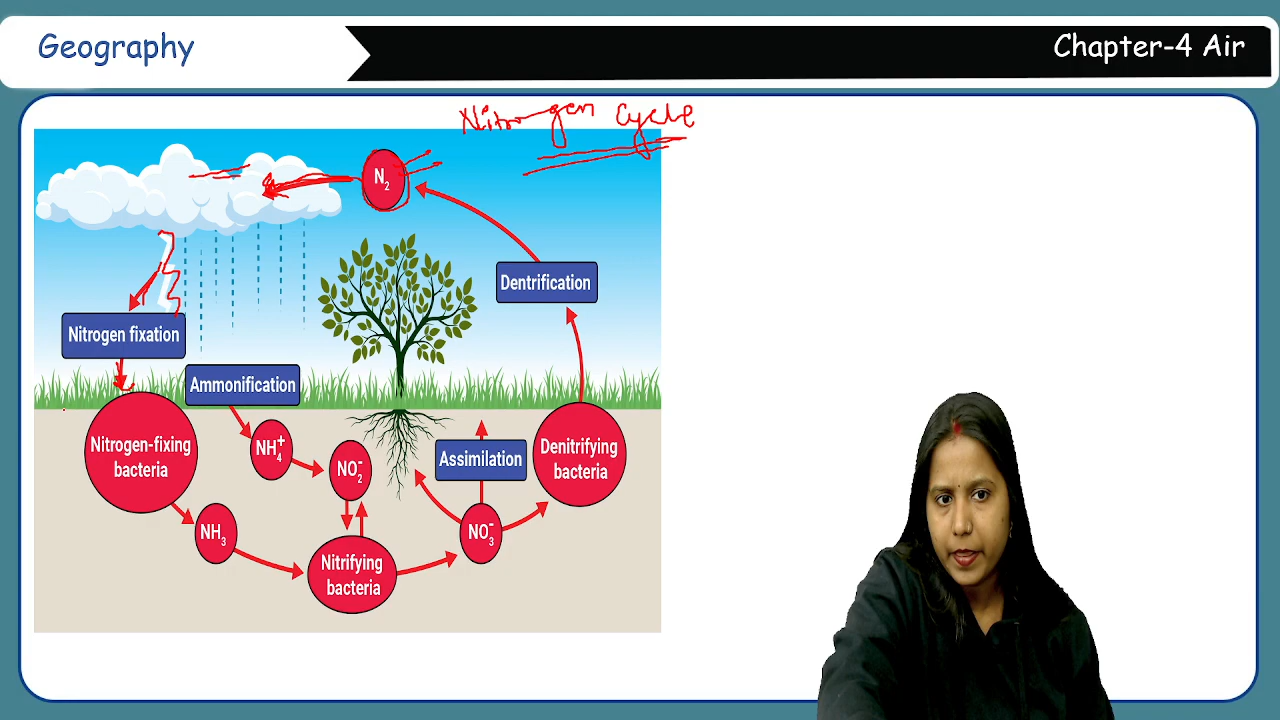 Geography
Chapter-4 Air
Nitrogen Cycle
N2
Dentrification
Nitrogen fixation
Ammonification
Nitrogen-fixing
bacteria
NH4+
NO2-
Assimilation
Denitrifying
bacteria
NH3
NO3-
Nitrifying
bacteria